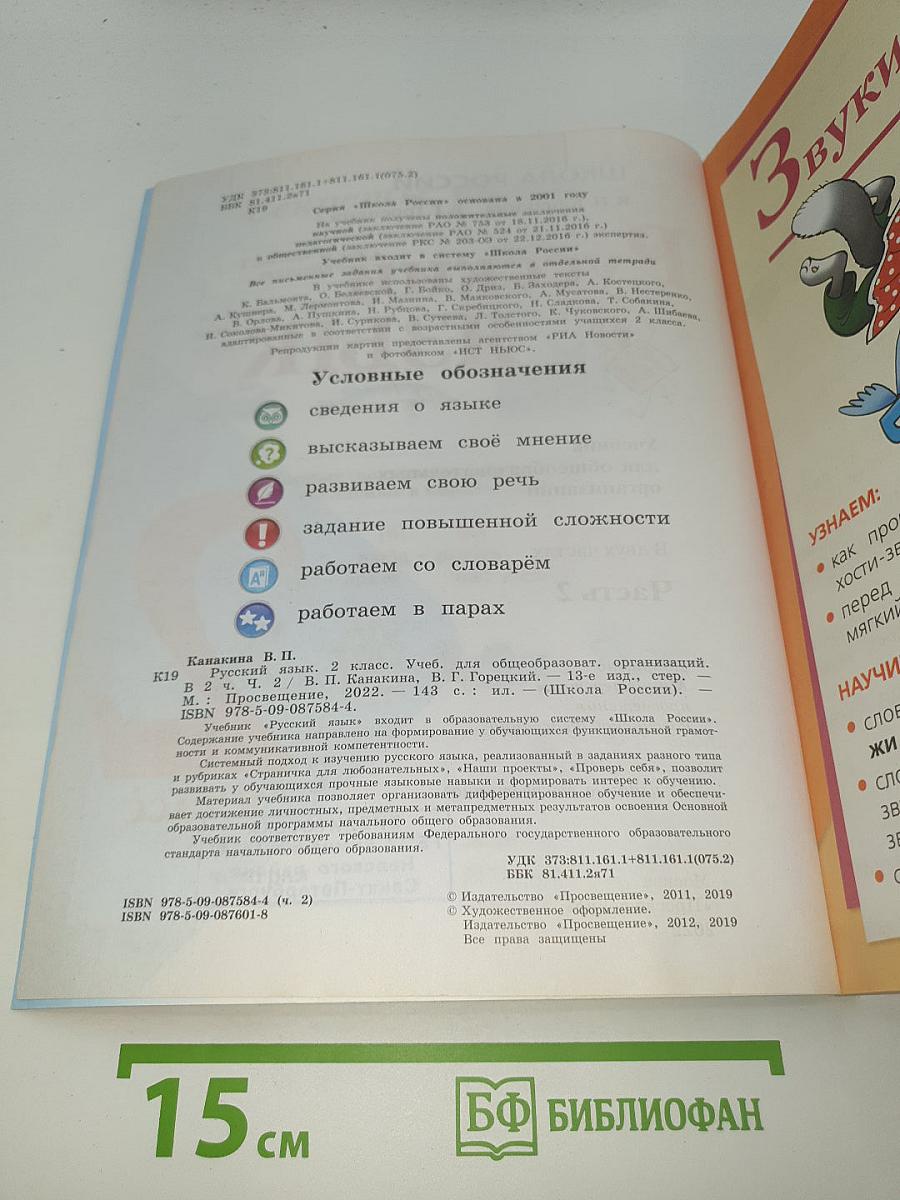 УДК 373:811.161.1+811.161.1(075.2)
ББК 81.411.2я71
К19
Серия «Школа России» основана в 2001 году
На учебник получены положительные заключения
научной (заключение РАО № 753 от 18.11.2016 г.),
педагогической (заключение РАО № 524 от 21.11.2016 г.)
и общественной (заключение РКС № 203-ОЭ от 22.12.2016 г.) экспертиз.
Учебник входит в систему «Школа России»
Все письменные задания учебника выполняются в отдельной тетради
В учебнике использованы художественные тексты
К. Бальмонта, О. Беляевской, Г. Бойко, О. Дриз, Б. Заходера, А. Костецкого,
А. Кушнера, М. Лермонтова, И. Мазнина, В. Маяковского, А. Мусатова, В. Нестеренко,
В. Орлова, А. Пушкина, Н. Рубцова, Г. Скребицкого, Н. Сладкова, Т. Собакина,
И. Соколова-Микитова, И. Сурикова, В. Сутеева, Л. Толстого, К. Чуковского, А. Шибаева,
адаптированные в соответствии с возрастными особенностями учащихся 2 класса.
Репродукции картин предоставлены агентством «РИА Новости»
и фотобанком «ИСТ НЬЮС».
Условные обозначения
сведения о языке
высказываем своё мнение
развиваем свою речь
задание повышенной сложности
работаем со словарём
работаем в парах
Канакина В. П.
К19 Русский язык. 2 класс. Учеб. для общеобразоват. организаций.
В 2 ч. Ч. 2 / В. П. Канакина, В. Г. Горецкий. — 13-е изд., стер. —
М. : Просвещение, 2022. — 143 с. : ил. — (Школа России). —
ISBN 978-5-09-087584-4.
Учебник «Русский язык» входит в образовательную систему «Школа России».
Содержание учебника направлено на формирование у обучающихся функциональной грамот-
ности и коммуникативной компетентности.
Системный подход к изучению русского языка, реализованный в заданиях разного типа
и рубриках «Страничка для любознательных», «Наши проекты», «Проверь себя», позволит
развивать у обучающихся прочные языковые навыки и формировать интерес к обучению.
Материал учебника позволяет организовать дифференцированное обучение и обеспечи-
вает достижение личностных, предметных и метапредметных результатов освоения Основной
образовательной программы начального общего образования.
Учебник соответствует требованиям Федерального государственного образовательного
стандарта начального общего образования.
УДК 373:811.161.1+811.161.1(075.2)
ББК 81.411.2я71
ISBN 978-5-09-087584-4 (ч. 2)
ISBN 978-5-09-087601-8
© Издательство «Просвещение», 2011, 2019
© Художественное оформление.
Издательство «Просвещение», 2012, 2019
Все права защищены
Звуки
УЗНАЕМ:
• как
хости-зв
• перед
мягкий
НАУЧИ
•
ЖИ
•
•
15 см
БФ БИБЛИОФАН